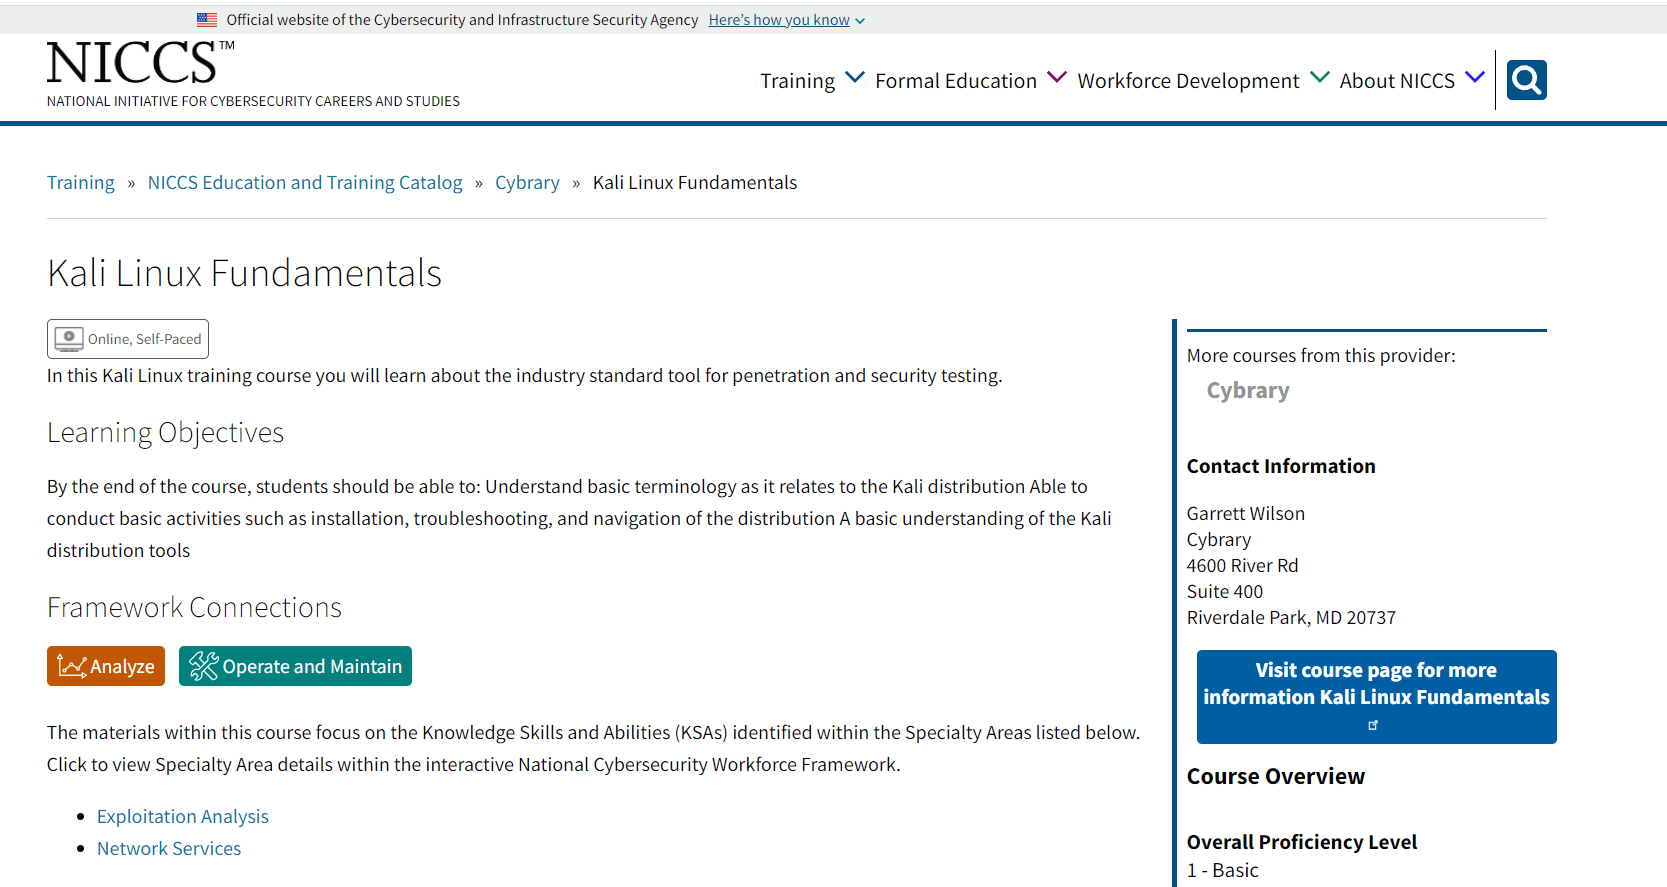 Official website of the Cybersecurity and Infrastructure Security Agency Here's how you know
NICCS™
NATIONAL INITIATIVE FOR CYBERSECURITY CAREERS AND STUDIES
Training Formal Education Workforce Development About NICCS
Training » NICCS Education and Training Catalog » Cybrary » Kali Linux Fundamentals
Kali Linux Fundamentals
Online, Self-Paced
In this Kali Linux training course you will learn about the industry standard tool for penetration and security testing.
Learning Objectives
By the end of the course, students should be able to: Understand basic terminology as it relates to the Kali distribution Able to
conduct basic activities such as installation, troubleshooting, and navigation of the distribution A basic understanding of the Kali
distribution tools
Framework Connections
Analyze Operate and Maintain
The materials within this course focus on the Knowledge Skills and Abilities (KSAs) identified within the Specialty Areas listed below.
Click to view Specialty Area details within the interactive National Cybersecurity Workforce Framework.
• Exploitation Analysis
• Network Services
More courses from this provider:
Cybrary
Contact Information
Garrett Wilson
Cybrary
4600 River Rd
Suite 400
Riverdale Park, MD 20737
Visit course page for more
information Kali Linux Fundamentals
Course Overview
Overall Proficiency Level
1 - Basic